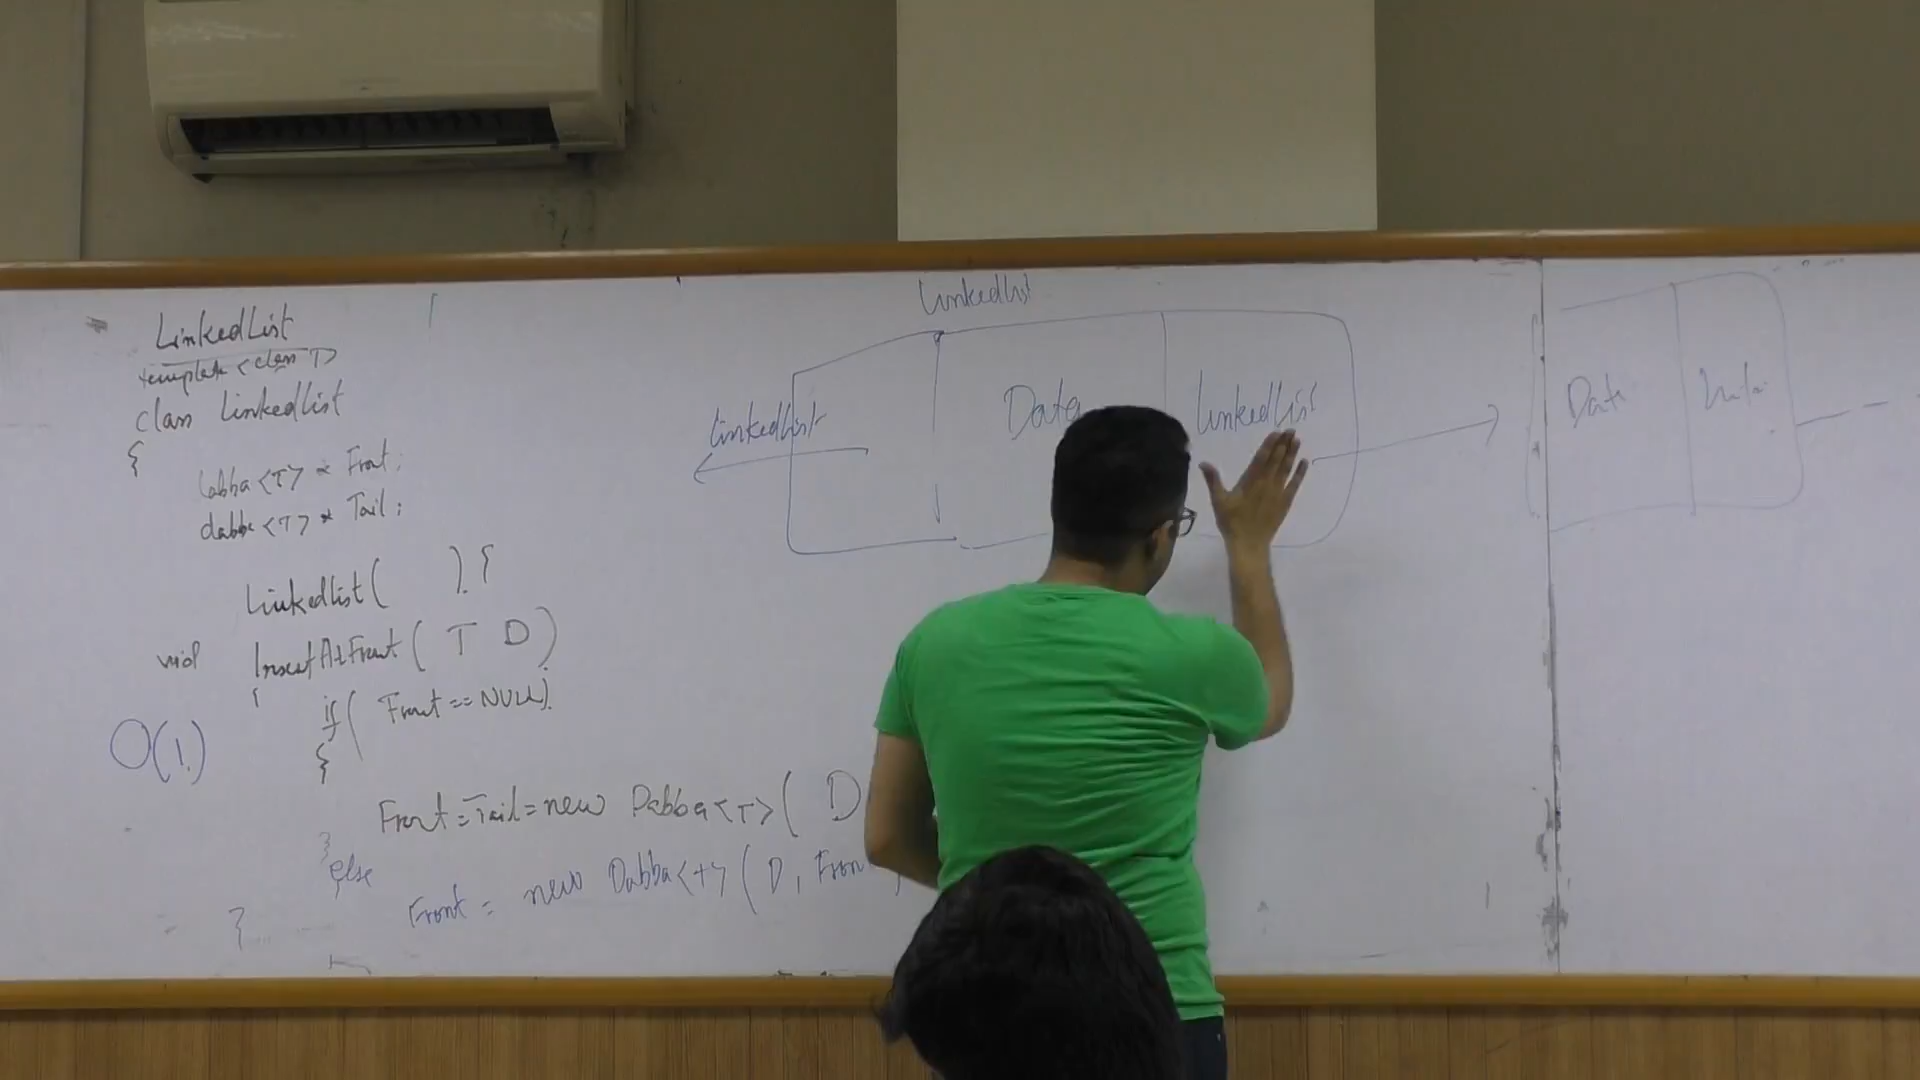 LinkedList
template <class T>
class LinkedList
{
dabba <T> * Front;
dabba <T> * Tail;
LinkedList( ) {
void InsertAtFront ( T D )
{
if ( Front == NULL)
O(1)
{
Front = Tail = new Dabba <T> ( D
}
else
Front = new Dabba <T> ( D, Fron
}
LinkedList
LinkedList Data LinkedList
Data